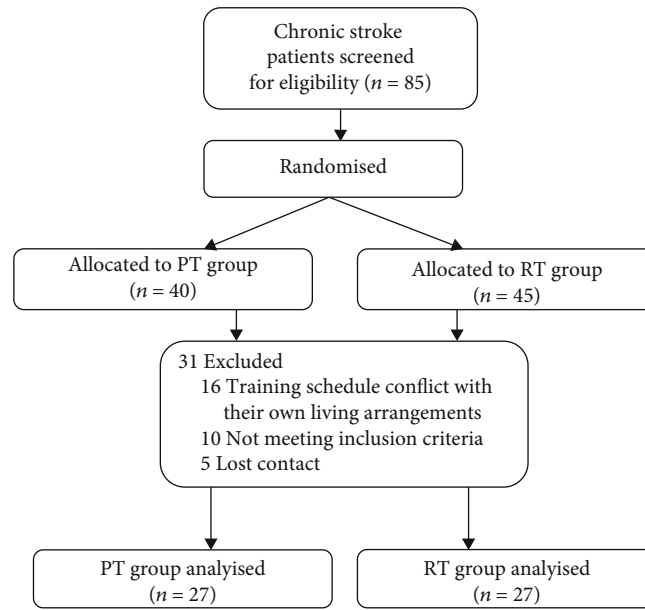 Chronic stroke
patients screened
for eligibility (n = 85)
Randomised
Allocated to PT group
(n = 40)
Allocated to RT group
(n = 45)
31 Excluded
16 Training schedule conflict with
their own living arrangements
10 Not meeting inclusion criteria
5 Lost contact
PT group analyised
(n = 27)
RT group analyised
(n = 27)